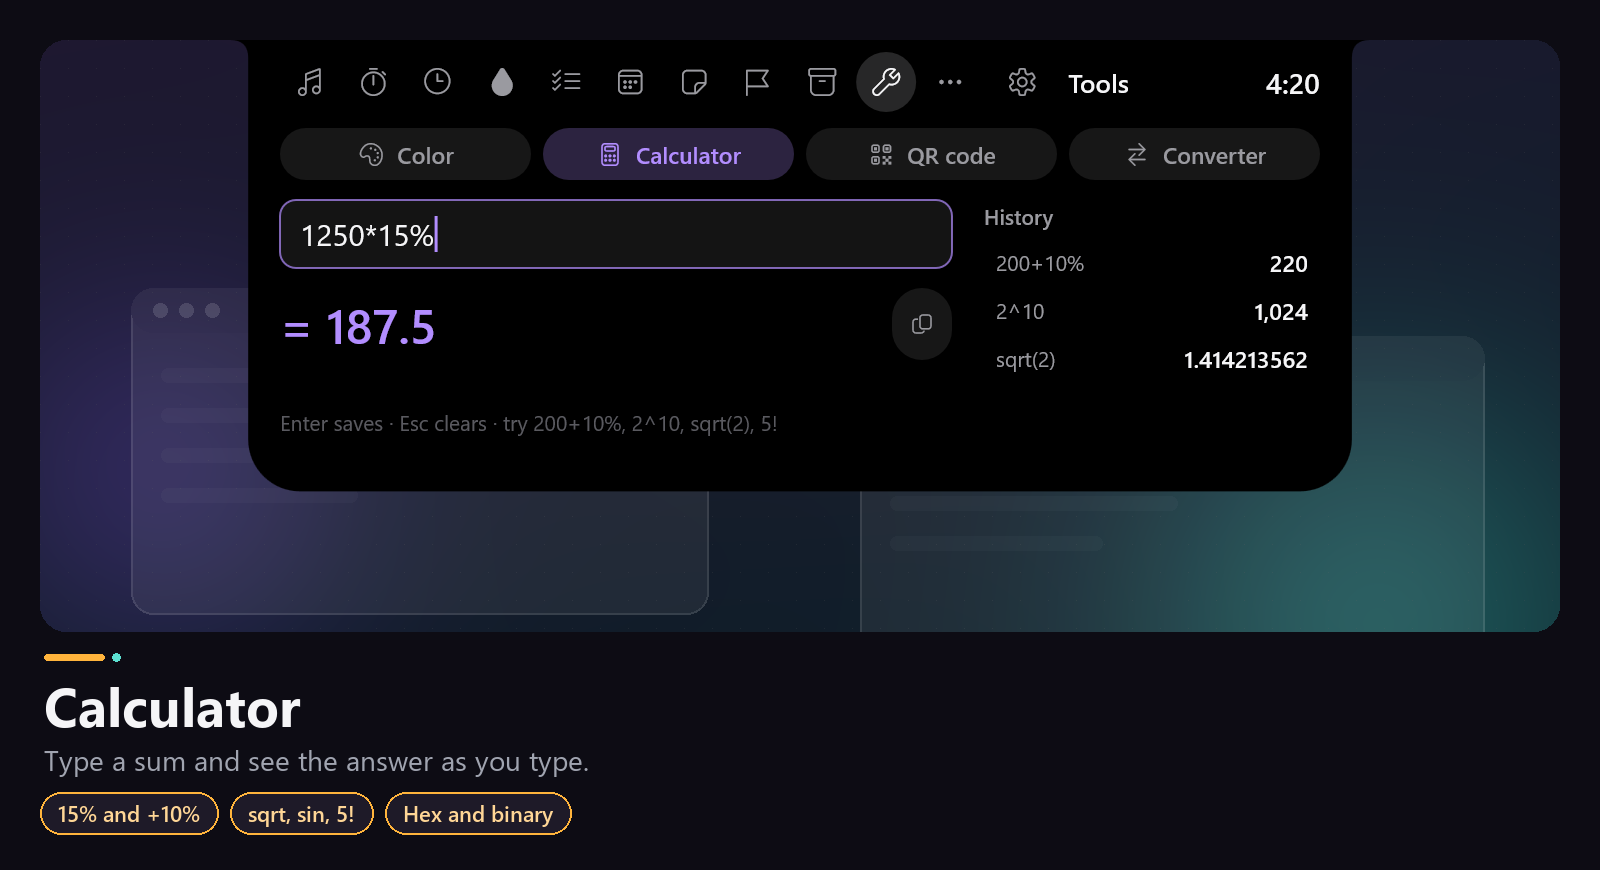 Tools 4:20
Color Calculator QR code Converter
1250*15%
= 187.5
History
200+10% 220
2^10 1,024
sqrt(2) 1.414213562
Enter saves · Esc clears · try 200+10%, 2^10, sqrt(2), 5!
Calculator
Type a sum and see the answer as you type.
15% and +10% sqrt, sin, 5! Hex and binary